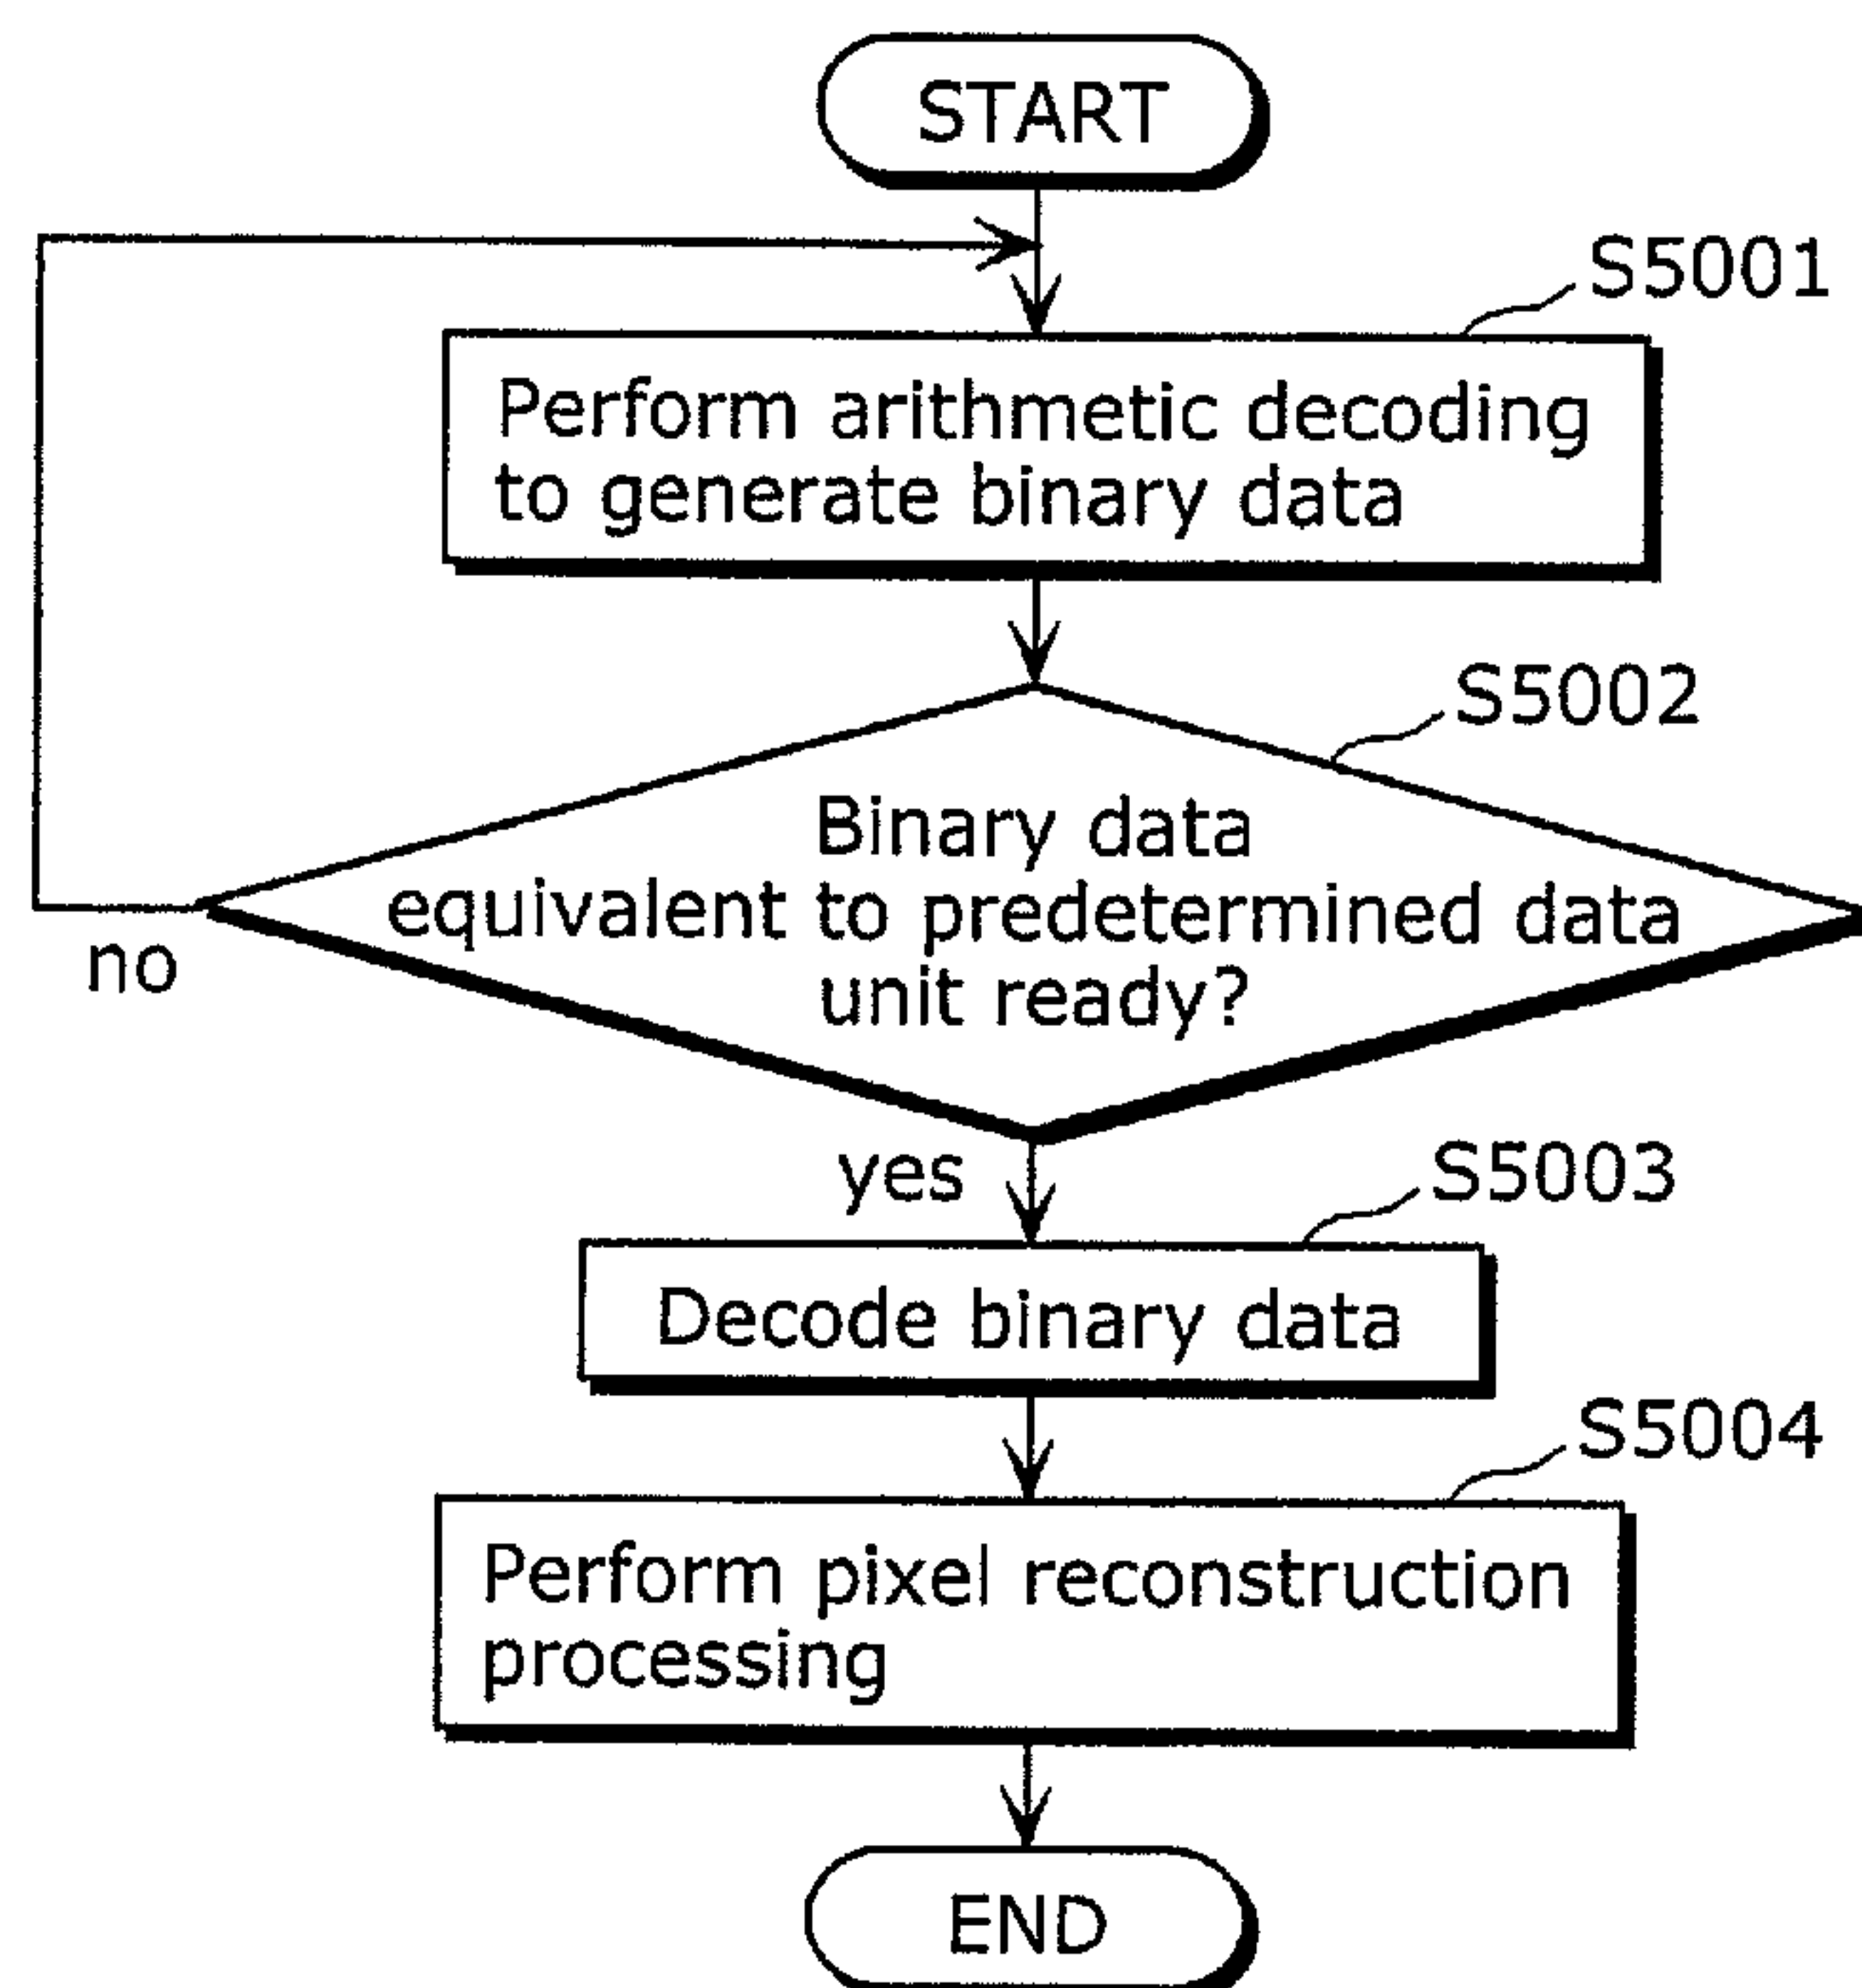 START
S5001
Perform arithmetic decoding
to generate binary data
S5002
Binary data
equivalent to predetermined data
unit ready?
no
yes
S5003
Decode binary data
S5004
Perform pixel reconstruction
processing
END